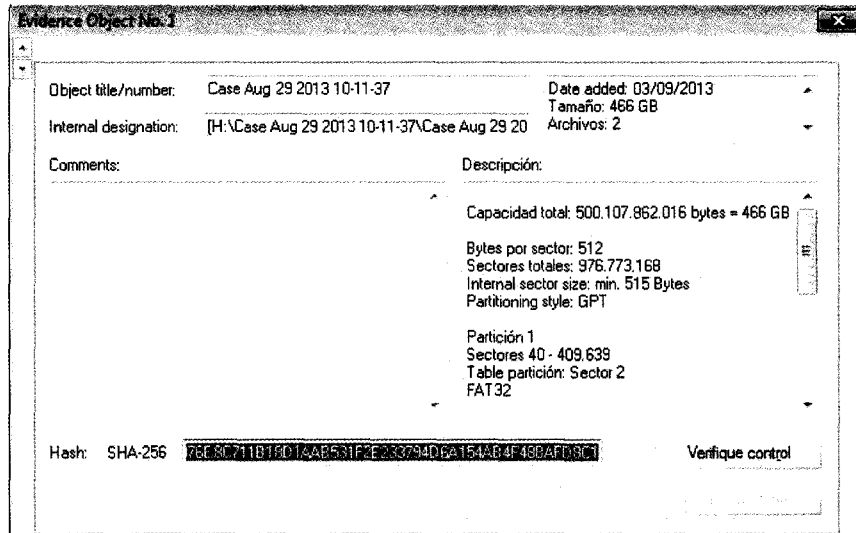 Evidence Object No. 1
Object title/number: Case Aug 29 2013 10-11-37
Date added: 03/09/2013
Tamaño: 466 GB
Archivos: 2
Internal designation: [H:\Case Aug 29 2013 10-11-37\Case Aug 29 20
Comments:
Descripción:
Capacidad total: 500.107.862.016 bytes = 466 GB
Bytes por sector: 512
Sectores totales: 976.773.168
Internal sector size: min. 515 Bytes
Partitioning style: GPT
Partición 1
Sectores 40 - 409.639
Table partición: Sector 2
FAT32
Hash: SHA-256
Verifique control